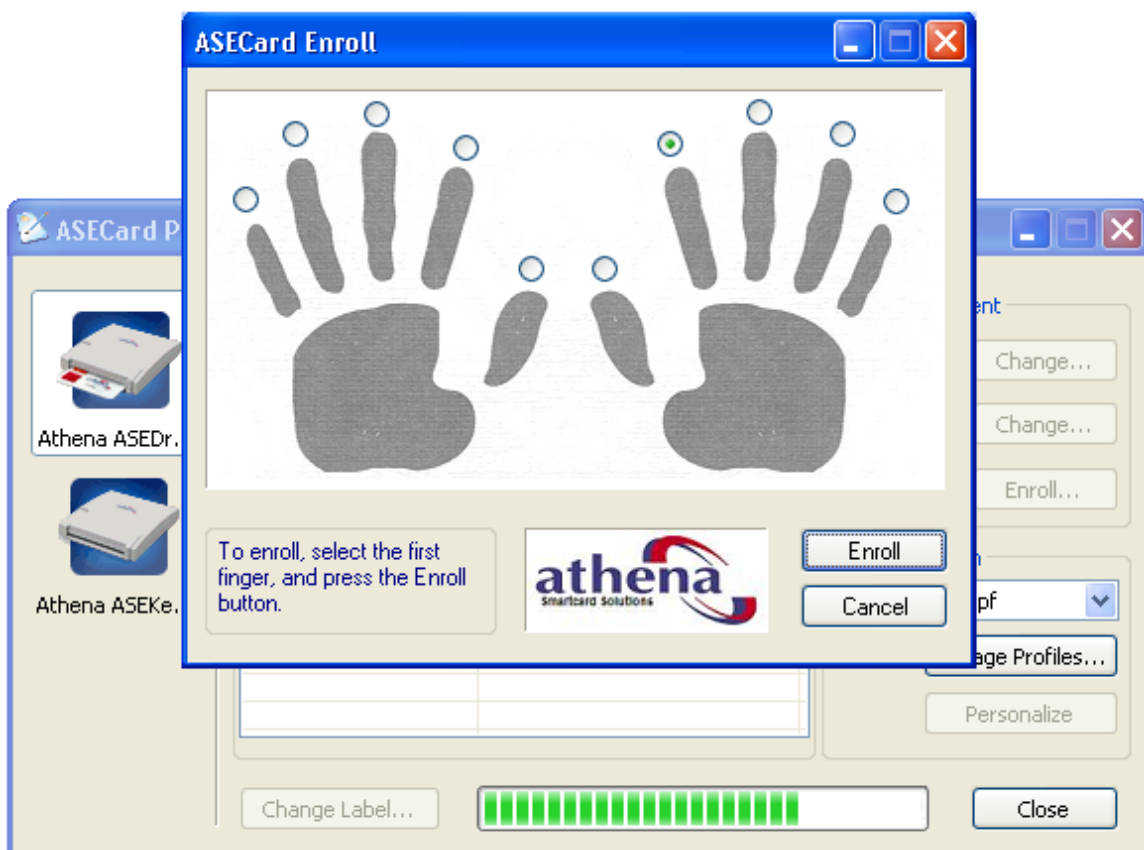 ASECard Enroll
ASECard P
ent
Change...
Athena ASEDr.
Change...
Enroll...
To enroll, select the first
finger, and press the Enroll
button.
athena
smartcard solutions
Enroll
Cancel
Athena ASEKe.
n
pf
age Profiles...
Personalize
Change Label...
Close